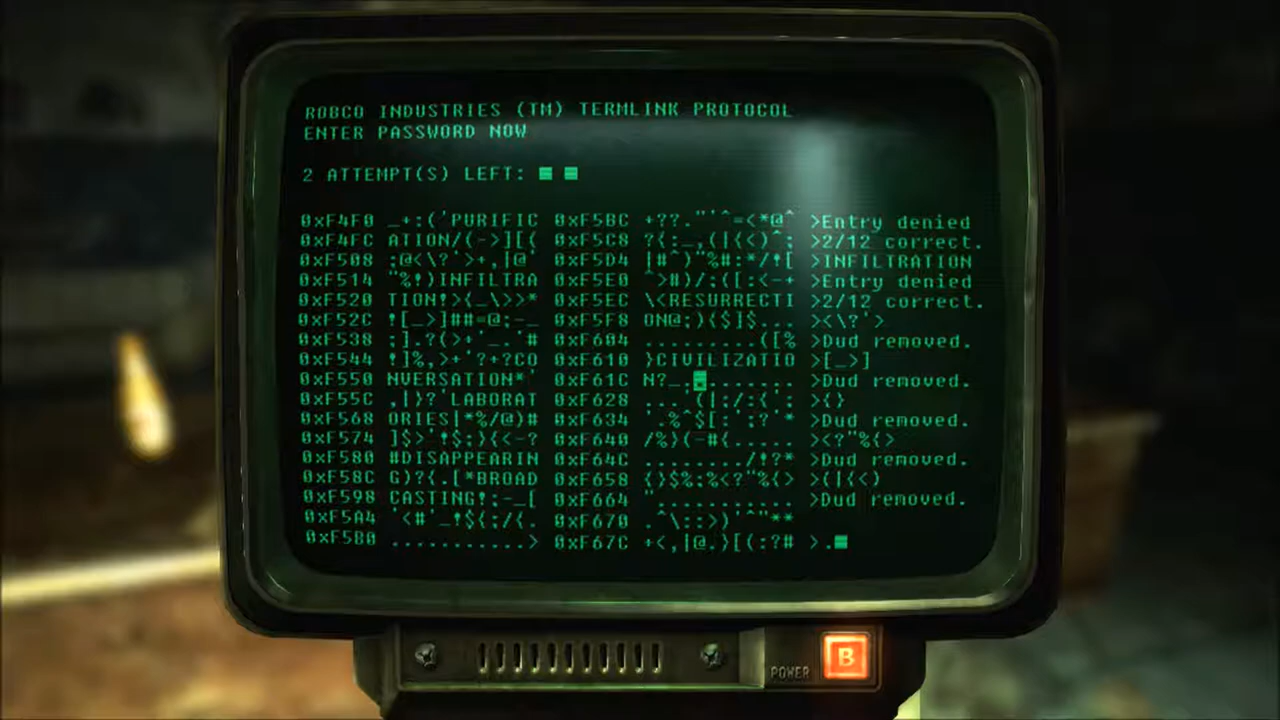 ROBCO INDUSTRIES (TM) TERMLINK PROTOCOL
ENTER PASSWORD NOW
2 ATTEMPT(S) LEFT: ■ ■
0xF4F0 _+:('PURIFIC 0xF5BC +??."'^=<*@^ >Entry denied
0xF4FC ATION/(->][( 0xF5C8 ?{:_,(|{<)^; >2/12 correct.
0xF508 ;@<\?'>+,|@' 0xF5D4 |#^)"%#:*/![ >INFILTRATION
0xF514 "%!)INFILTRA 0xF5E0 ^>#)/;([:<-+ >Entry denied
0xF520 TION!>{_\>>* 0xF5EC \<RESURRECTI >2/12 correct.
0xF52C ![_>]##=@;-_ 0xF5F8 ON@;){$]$... ><\?'>
0xF538 ;].?(>+'_..'# 0xF604 .........([% >Dud removed.
0xF544 !]%,>+'?+?CO 0xF610 }CIVILIZATIO >[_>]
0xF550 NVERSATION*' 0xF61C N?_,........ >Dud removed.
0xF55C ,|}?'LABORAT 0xF628 ....(|:/:{'; >{}
0xF568 ORIES|*%/@)# 0xF634 '.%^$[:';?'* >Dud removed.
0xF574 ]$>'!$;}{<-? 0xF640 /%}(-#{..... ><?"%{>
0xF580 #DISAPPEARIN 0xF64C ......../!?* >Dud removed.
0xF58C G)?{.[*BROAD 0xF658 {}$%:%<?"%{> >(|{<)
0xF598 CASTING!;-_[ 0xF664 "........... >Dud removed.
0xF5A4 '<#'_!${;/{. 0xF670 .^\::>)'^"**
0xF5B0 ...........> 0xF67C +<,|@.}[(:?# >.■
POWER
B